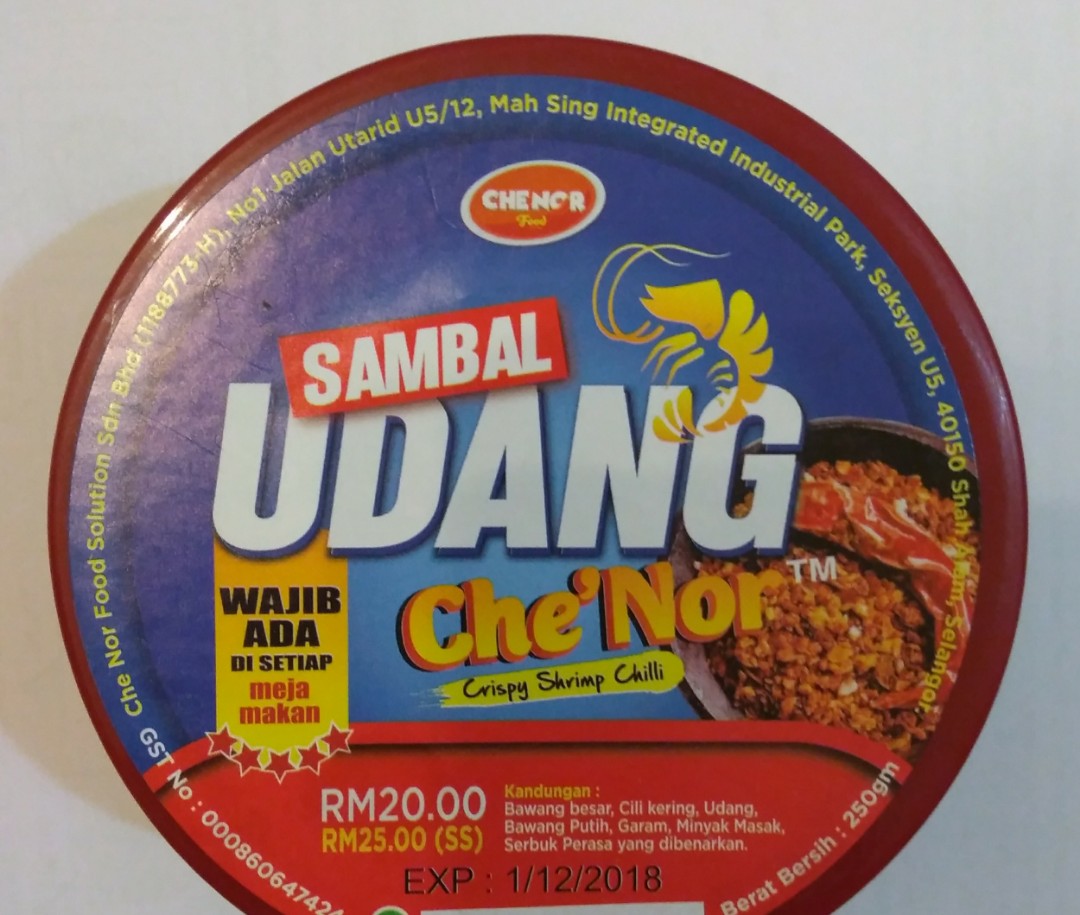 Che Nor Food Solution Sdn Bhd (1188773-H), No1 Jalan Utarid U5/12, Mah Sing Integrated Industrial Park, Seksyen U5, 40150 Shah Alam, Selangor
CHE NOR
Food
SAMBAL
UDANG
Che'Nor™
Crispy Shrimp Chilli
WAJIB
ADA
DI SETIAP
meja
makan
RM20.00
RM25.00 (SS)
Kandungan :
Bawang besar, Cili kering, Udang,
Bawang Putih, Garam, Minyak Masak,
Serbuk Perasa yang dibenarkan.
EXP : 1/12/2018
GST No : 00086064742
Berat Bersih : 250gm